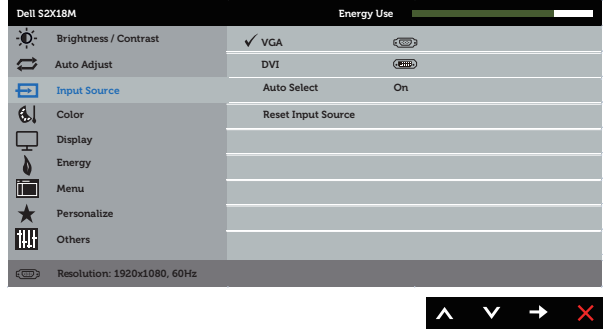 Dell S2X18M Energy Use
Brightness / Contrast VGA
Auto Adjust DVI
Input Source Auto Select On
Color Reset Input Source
Display
Energy
Menu
Personalize
Others
Resolution: 1920x1080, 60Hz